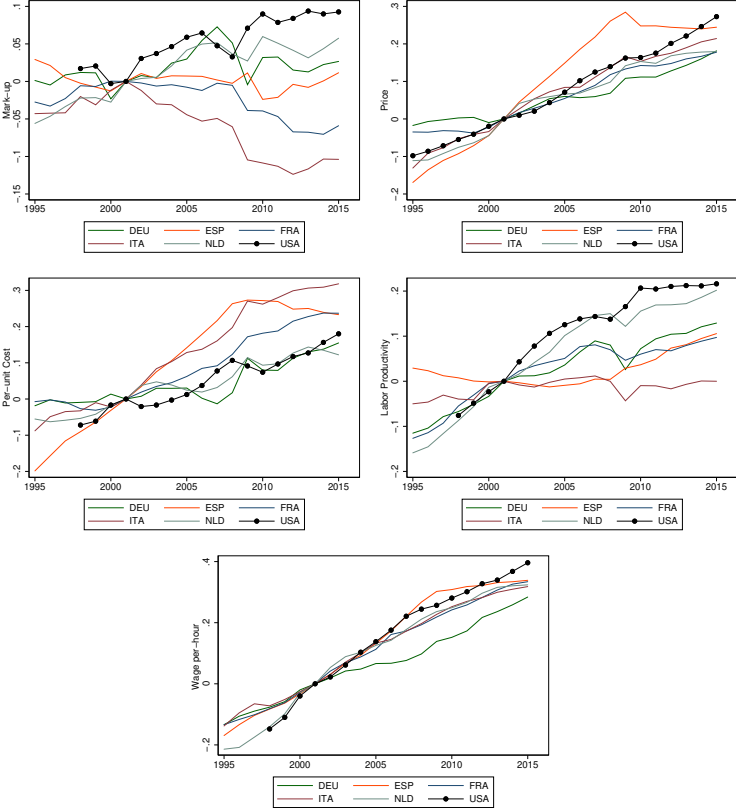 .1
.05
0
-.05
-.1
-.15
Mark-up
1995 2000 2005 2010 2015
DEU ESP FRA
ITA NLD USA
.3
.2
.1
0
-.1
-.2
Price
1995 2000 2005 2010 2015
DEU ESP FRA
ITA NLD USA
.3
.2
.1
0
-.1
-.2
Per-unit Cost
1995 2000 2005 2010 2015
DEU ESP FRA
ITA NLD USA
.2
.1
0
-.1
-.2
Labor Productivity
1995 2000 2005 2010 2015
DEU ESP FRA
ITA NLD USA
.4
.2
0
-.2
Wage per-hour
1995 2000 2005 2010 2015
DEU ESP FRA
ITA NLD USA